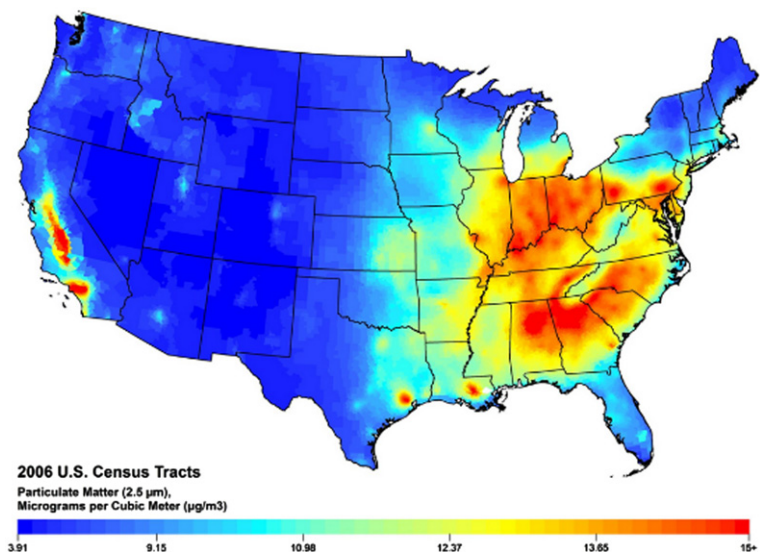 2006 U.S. Census Tracts
Particulate Matter (2.5 µm),
Micrograms per Cubic Meter (µg/m3)
3.91 9.15 10.98 12.37 13.65 15+